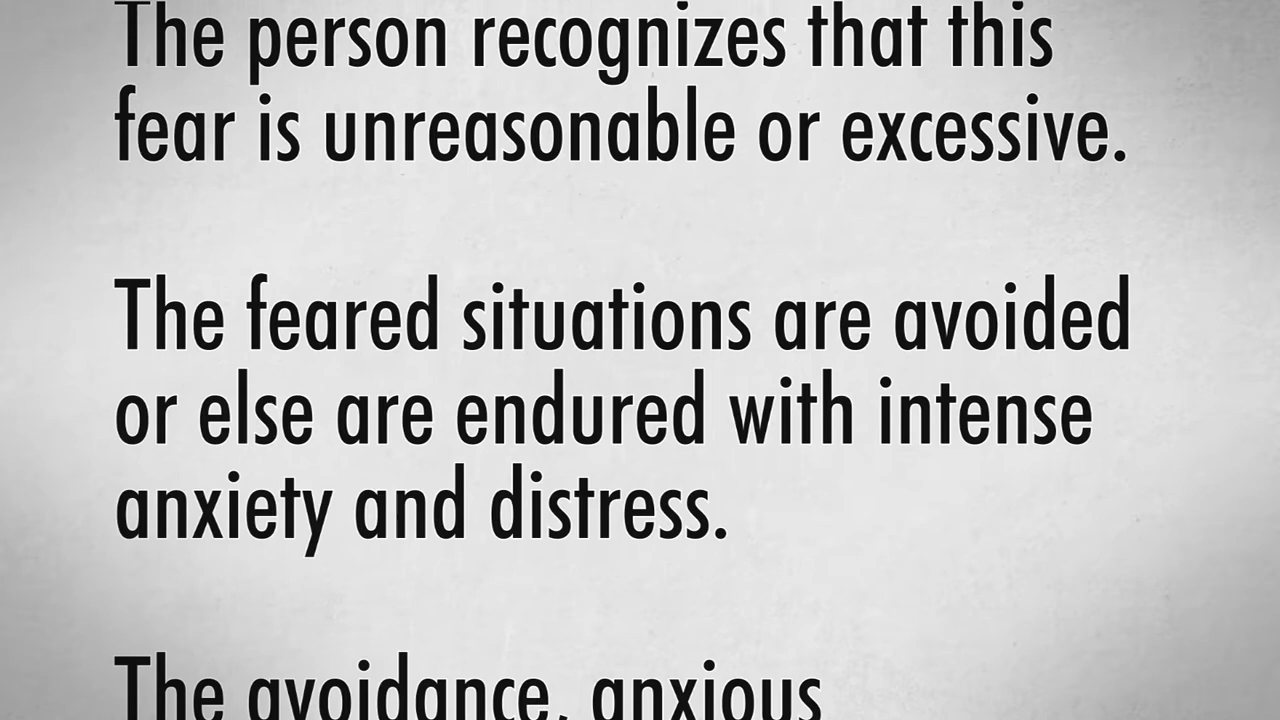 The person recognizes that this
fear is unreasonable or excessive.
The feared situations are avoided
or else are endured with intense
anxiety and distress.
The avoidance, anxious